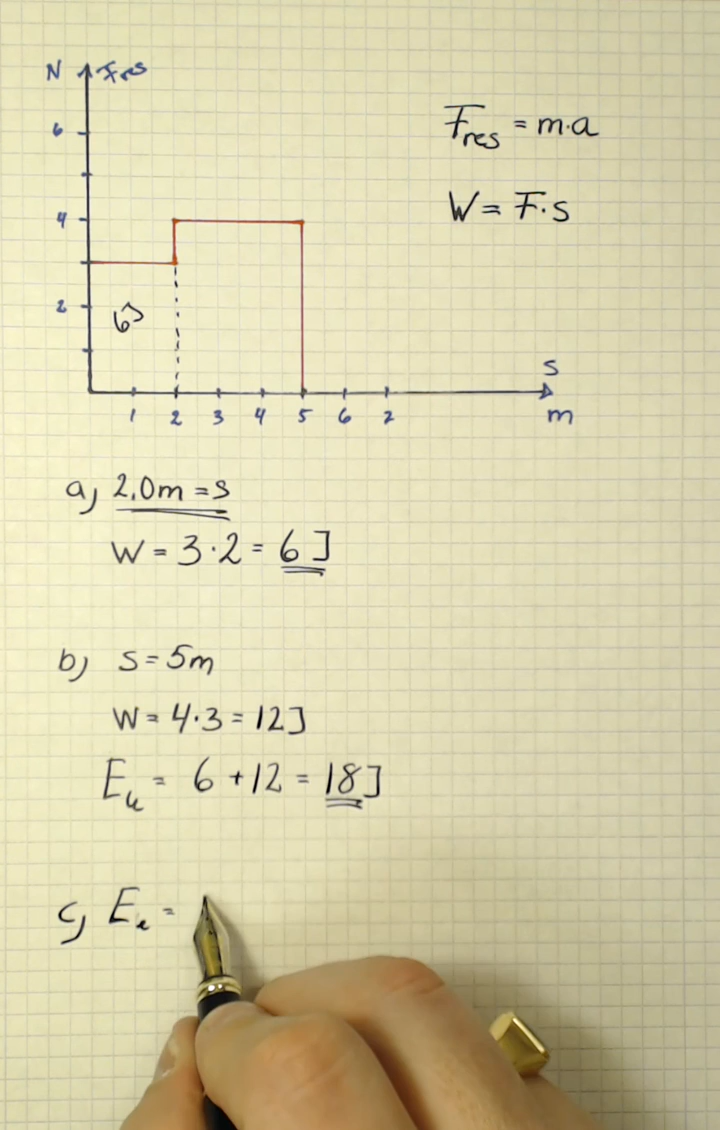 N Fres
6
4
2
6J
1 2 3 4 5 6 7
s
m
Fres = m·a
W = F·s
a) 2,0m = s
W = 3·2 = 6J
b) s = 5m
W = 4·3 = 12J
Ek = 6 + 12 = 18J
c) Ek =